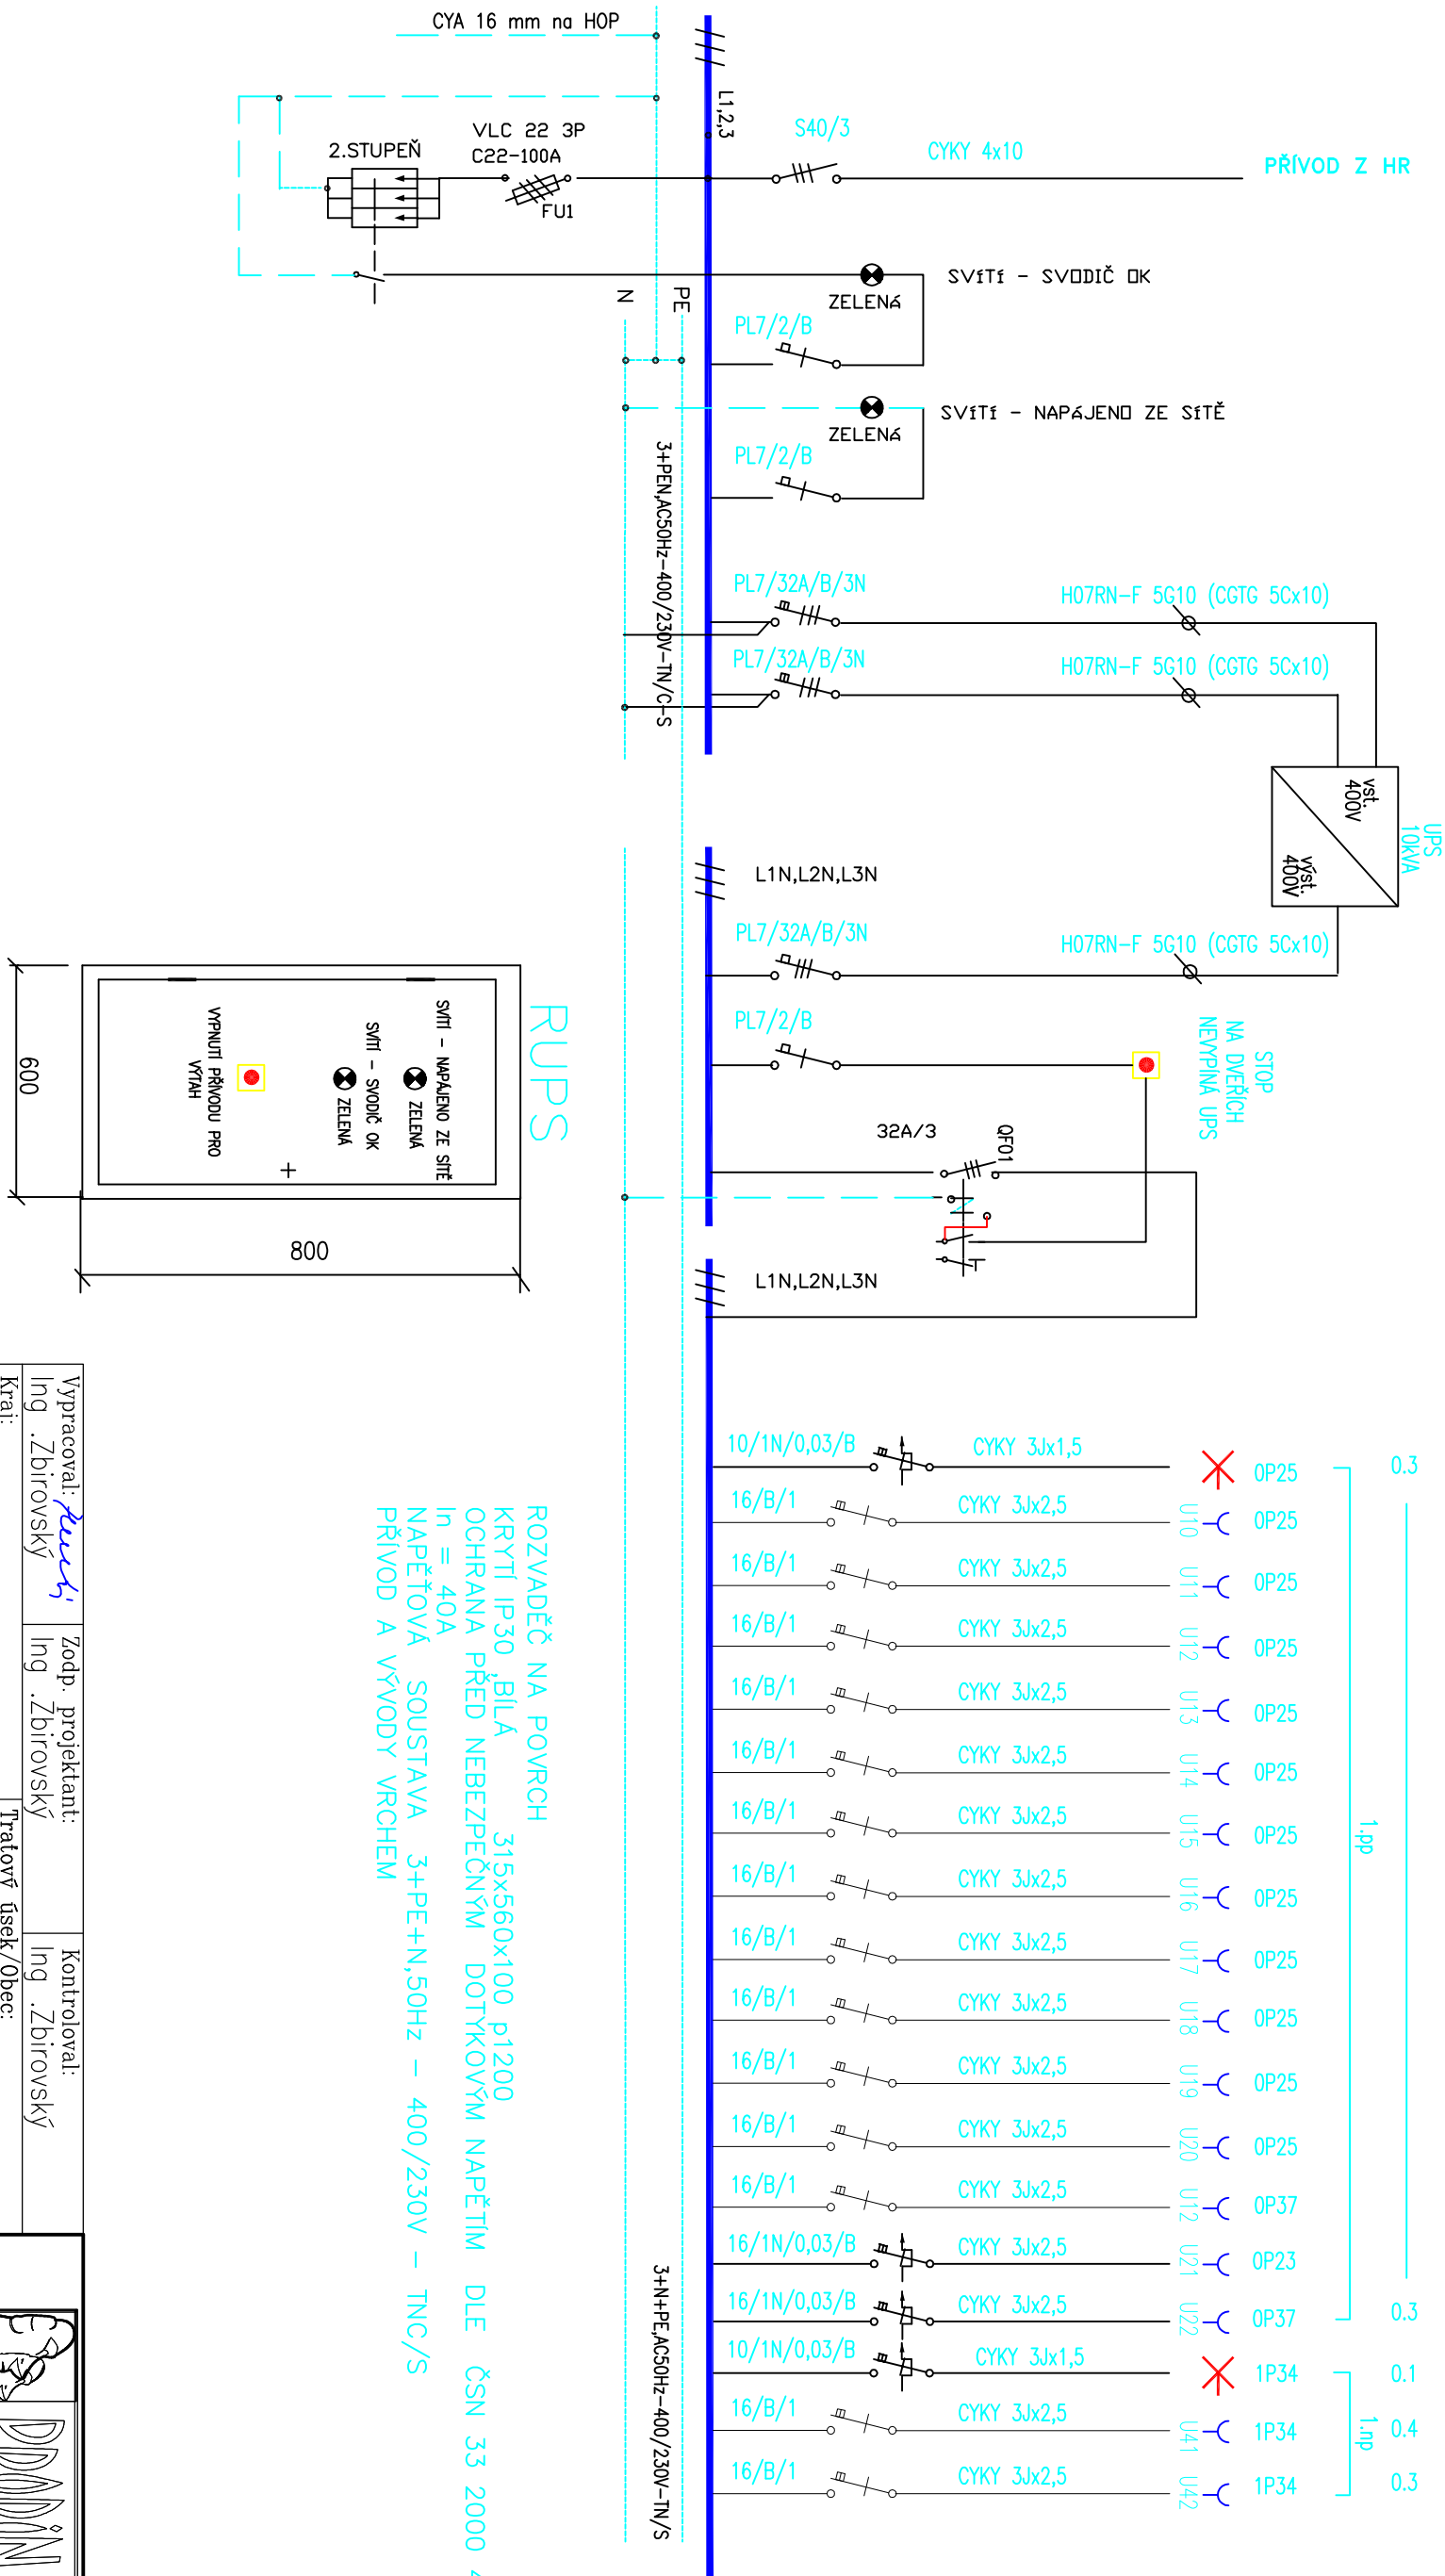 CYA 16 mm na HOP
L1,2,3
S40/3
CYKY 4x10
PŘÍVOD Z HR
VLC 22 3P
C22-100A
2.STUPEŇ
FU1
SVíTí - SVODIČ OK
ZELENá
N
PE
PL7/2/B
SVíTí - NAPáJENO ZE SíTĚ
ZELENá
PL7/2/B
3+PEN,AC50Hz-400/230V-TN/C-S
PL7/32A/B/3N
H07RN-F 5G10 (CGTG 5Cx10)
PL7/32A/B/3N
H07RN-F 5G10 (CGTG 5Cx10)
UPS
10kVA
vst.
400V
výst.
400V
L1N,L2N,L3N
PL7/32A/B/3N
H07RN-F 5G10 (CGTG 5Cx10)
PL7/2/B
STOP
NA DVEŘÍCH
NEVYPÍNÁ UPS
32A/3
QF01
L1N,L2N,L3N
RUPS
SVÍTÍ - NAPÁJENO ZE SÍTĚ
ZELENÁ
SVÍTÍ - SVODIČ OK
ZELENÁ
VYPNUTÍ PŘÍVODU PRO
VÝTAH
600
800
10/1N/0,03/B CYKY 3Jx1,5 0P25 0.3
16/B/1 CYKY 3Jx2,5 U10 0P25
16/B/1 CYKY 3Jx2,5 U11 0P25
16/B/1 CYKY 3Jx2,5 U12 0P25
16/B/1 CYKY 3Jx2,5 U13 0P25
16/B/1 CYKY 3Jx2,5 U14 0P25
16/B/1 CYKY 3Jx2,5 U15 0P25
1.pp
16/B/1 CYKY 3Jx2,5 U16 0P25
16/B/1 CYKY 3Jx2,5 U17 0P25
16/B/1 CYKY 3Jx2,5 U18 0P25
16/B/1 CYKY 3Jx2,5 U19 0P25
16/B/1 CYKY 3Jx2,5 U20 0P25
16/B/1 CYKY 3Jx2,5 U12 0P37
16/1N/0,03/B CYKY 3Jx2,5 U21 0P23
16/1N/0,03/B CYKY 3Jx2,5 U22 0P37 0.3
10/1N/0,03/B CYKY 3Jx1,5 1P34 0.1
16/B/1 CYKY 3Jx2,5 U41 1P34 1.np 0.4
16/B/1 CYKY 3Jx2,5 U42 1P34 0.3
3+N+PE,AC50Hz-400/230V-TN/S
ROZVADĚČ NA POVRCH
KRYTÍ IP30 ,BÍLÁ 315x560x100 p1200
OCHRANA PŘED NEBEZPEČNÝM DOTYKOVÝM NAPĚTÍM DLE ČSN 33 2000
In = 40A
NAPĚŤOVÁ SOUSTAVA 3+PE+N,50Hz - 400/230V - TNC/S
PŘÍVOD A VÝVODY VRCHEM
Vypracoval:
Ing .Zbirovský
Zodp. projektant:
Ing .Zbirovský
Kontroloval:
Ing .Zbirovský
Kraj:
Traťový úsek/Obec: